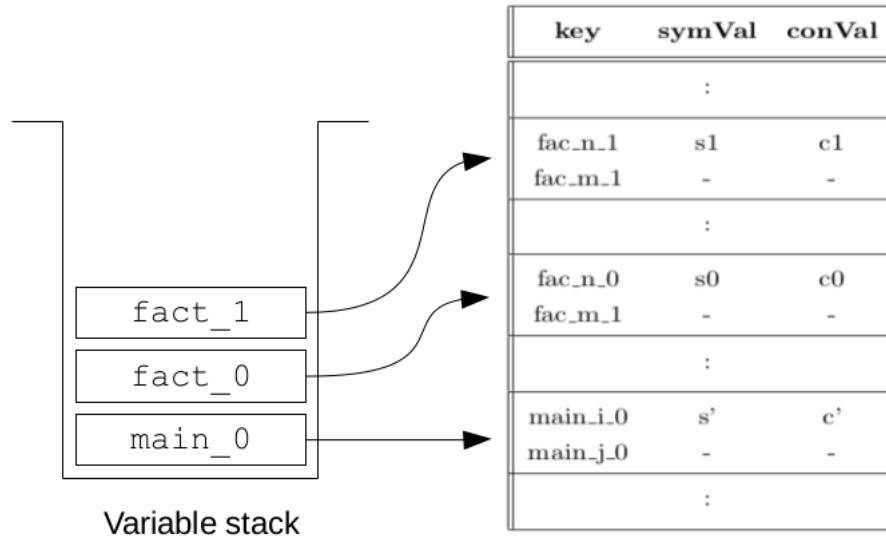 fact_1
fact_0
main_0
Variable stack
key symVal conVal
:
fac_n_1 s1 c1
fac_m_1 - -
:
fac_n_0 s0 c0
fac_m_1 - -
:
main_i_0 s' c'
main_j_0 - -
: